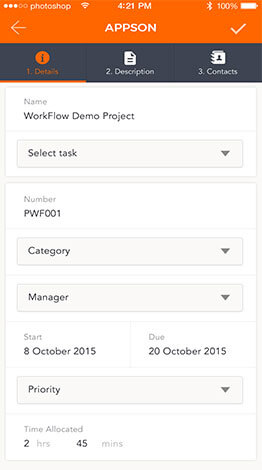 photoshop 4:21 PM 100%
APPSON
1. Details 2. Description 3. Contacts
Name
WorkFlow Demo Project
Select task
Number
PWF001
Category
Manager
Start Due
8 October 2015 20 October 2015
Priority
Time Allocated
2 hrs 45 mins